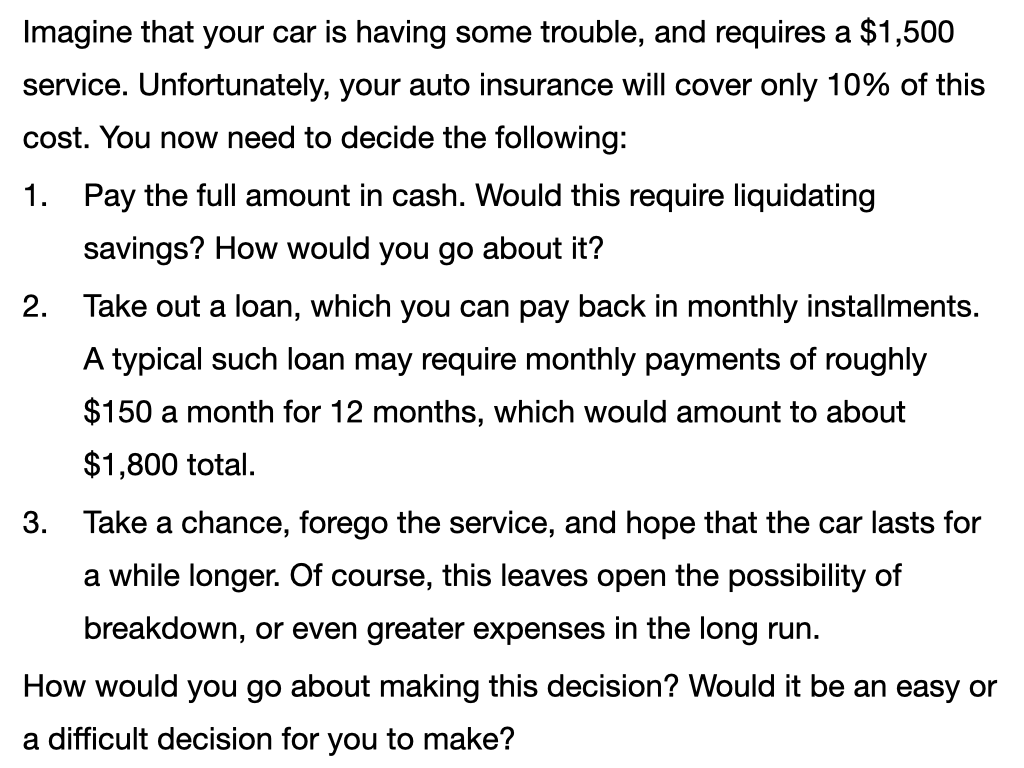 Imagine that your car is having some trouble, and requires a $1,500
service. Unfortunately, your auto insurance will cover only 10% of this
cost. You now need to decide the following:
1. Pay the full amount in cash. Would this require liquidating
savings? How would you go about it?
2. Take out a loan, which you can pay back in monthly installments.
A typical such loan may require monthly payments of roughly
$150 a month for 12 months, which would amount to about
$1,800 total.
3. Take a chance, forego the service, and hope that the car lasts for
a while longer. Of course, this leaves open the possibility of
breakdown, or even greater expenses in the long run.
How would you go about making this decision? Would it be an easy or
a difficult decision for you to make?